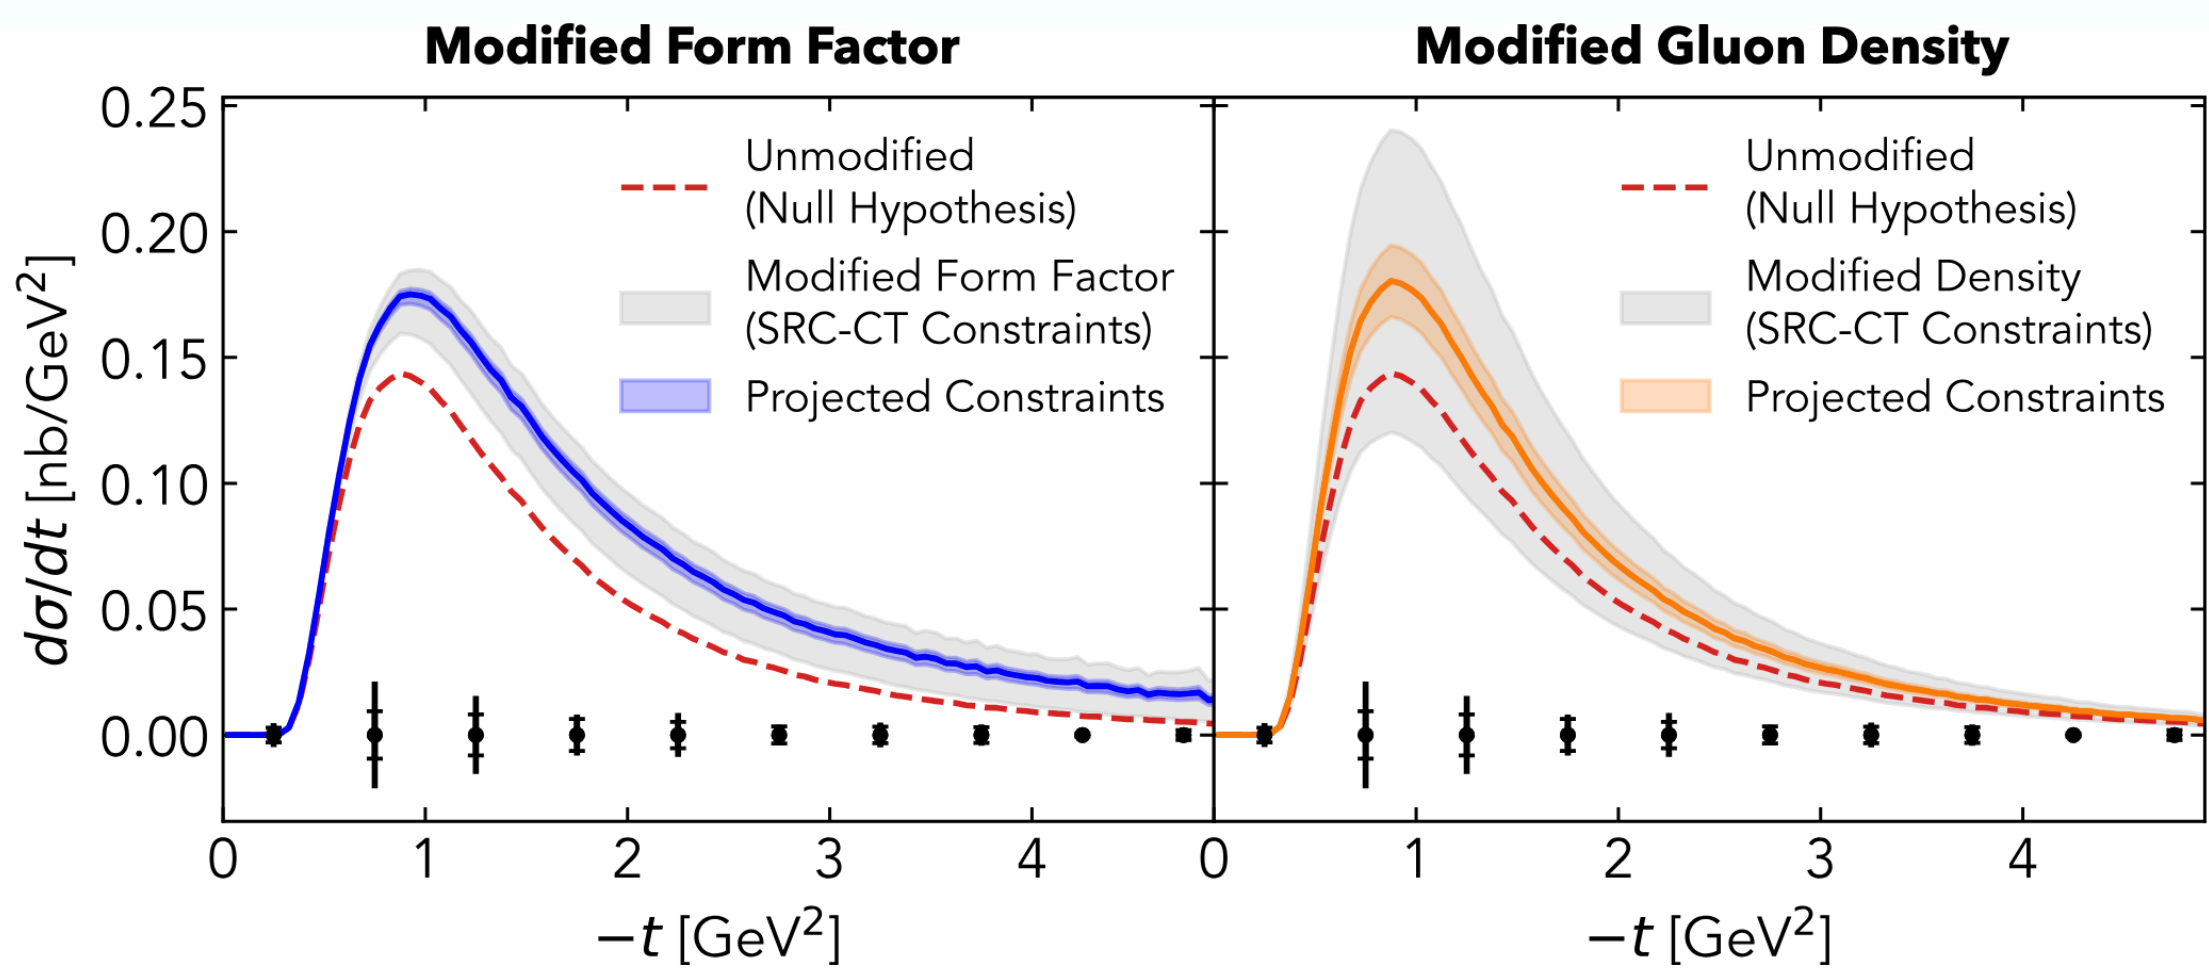 Modified Form Factor
Modified Gluon Density
0.25
0.20
0.15
0.10
0.05
0.00
dσ/dt [nb/GeV²]
Unmodified
(Null Hypothesis)
Modified Form Factor
(SRC-CT Constraints)
Projected Constraints
Unmodified
(Null Hypothesis)
Modified Density
(SRC-CT Constraints)
Projected Constraints
0 1 2 3 4 0 1 2 3 4
−t [GeV²]
−t [GeV²]